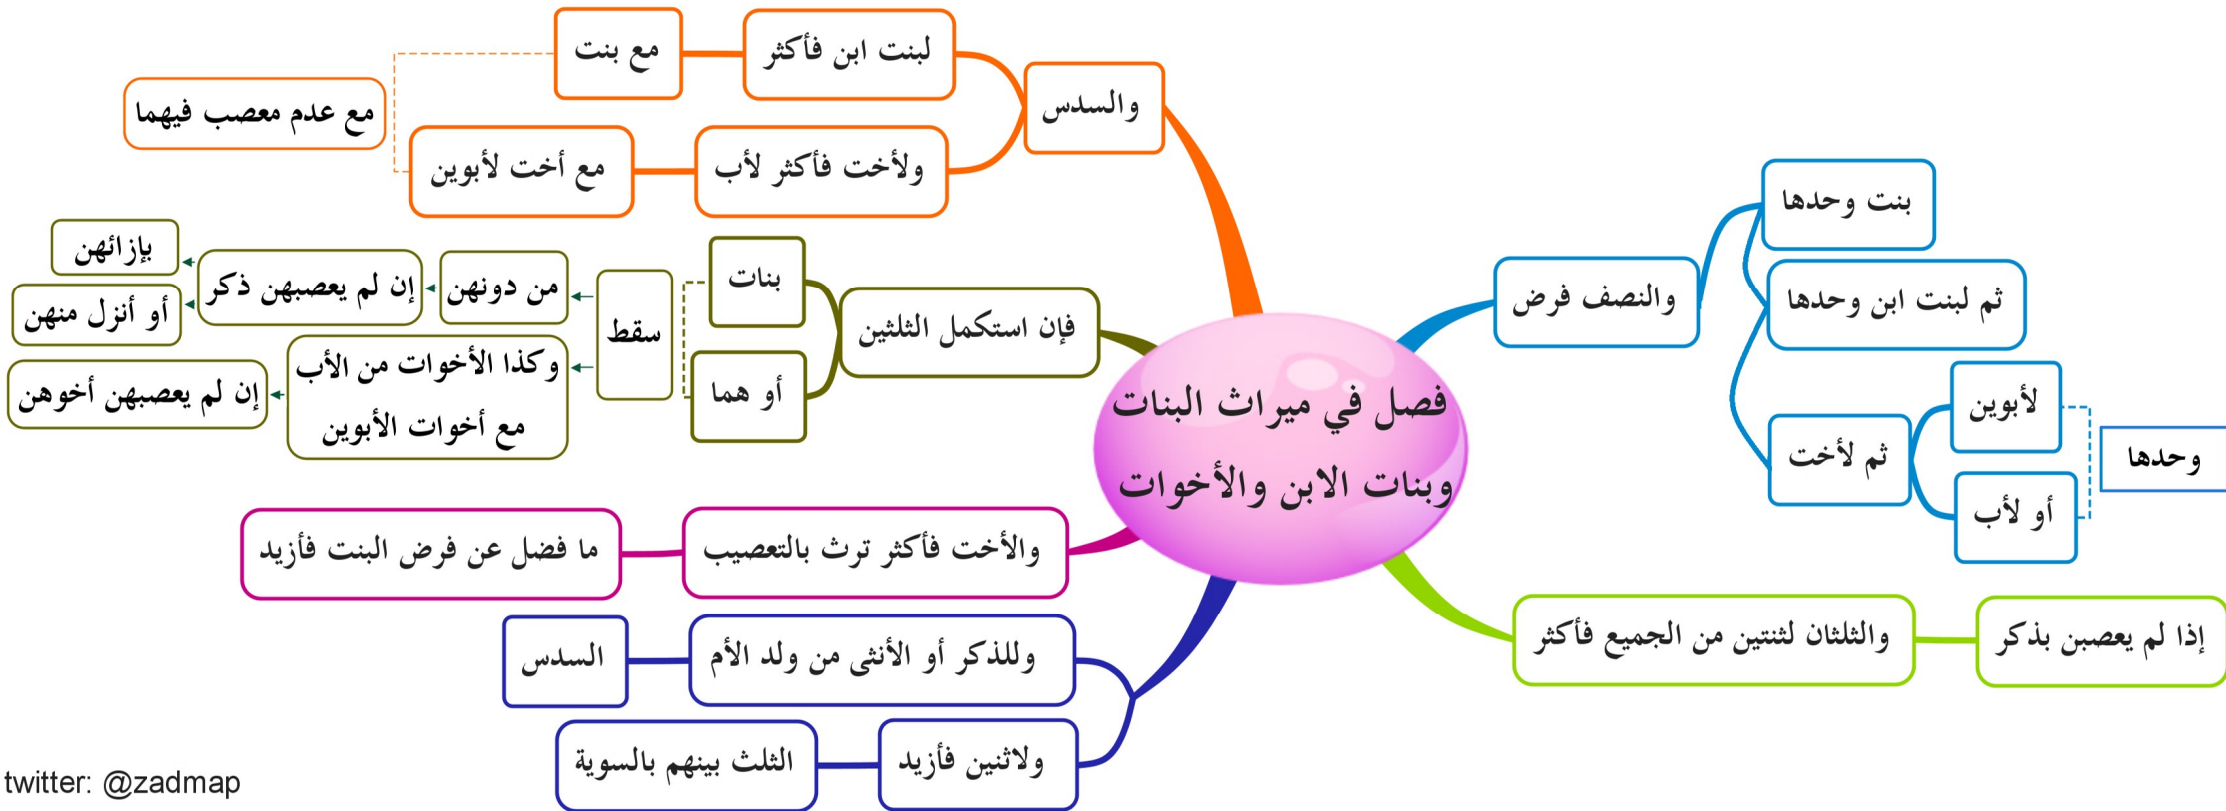 فصل في ميراث البنات
وبنات الابن والأخوات
والنصف فرض
بنت وحدها
ثم لبنت ابن وحدها
ثم لأخت
لأبوين
أو لأب
وحدها
والثلثان لثنتين من الجميع فأكثر
إذا لم يعصبن بذكر
والسدس
لبنت ابن فأكثر
مع بنت
ولأخت فأكثر لأب
مع أخت لأبوين
مع عدم معصب فيهما
فإن استكمل الثلثين
بنات
أو هما
سقط
من دونهن
إن لم يعصبهن ذكر
بإزائهن
أو أنزل منهن
وكذا الأخوات من الأب
مع أخوات الأبوين
إن لم يعصبهن أخوهن
والأخت فأكثر ترث بالتعصيب
ما فضل عن فرض البنت فأزيد
وللذكر أو الأنثى من ولد الأم
السدس
ولاثنين فأزيد
الثلث بينهم بالسوية
twitter: @zadmap